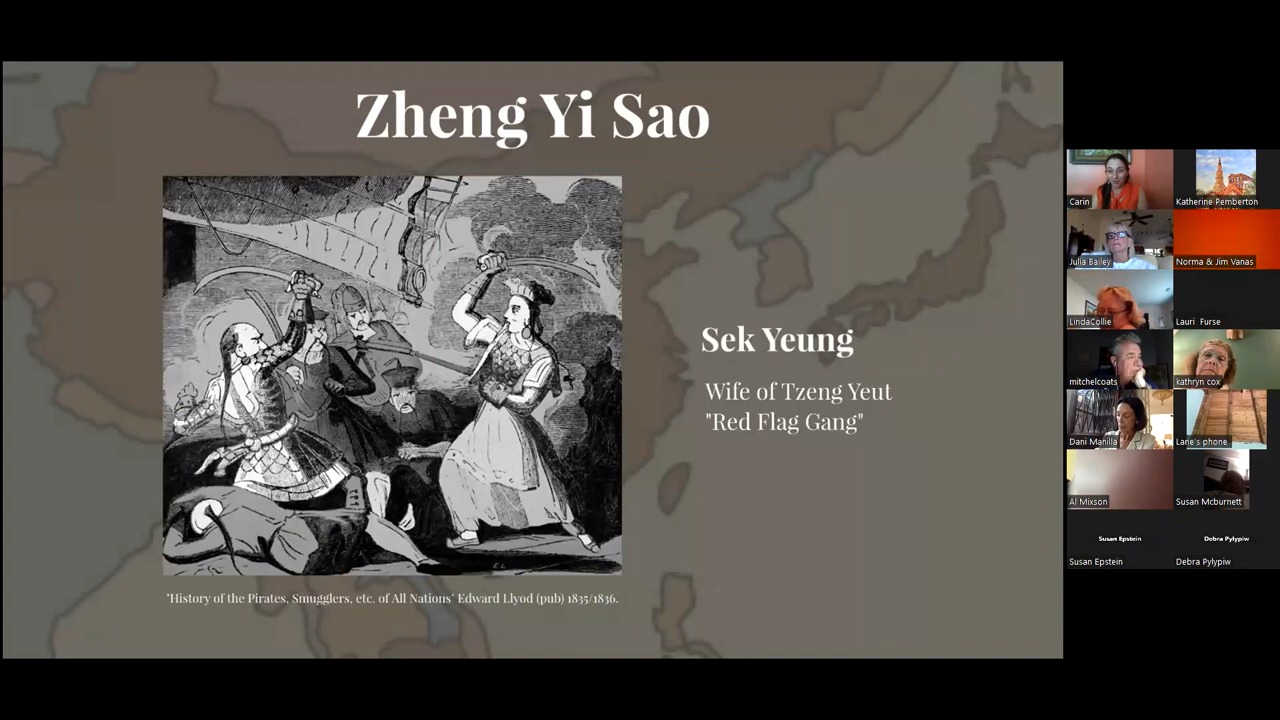 Zheng Yi Sao
Sek Yeung
Wife of Tzeng Yeut
"Red Flag Gang"
"History of the Pirates, Smugglers, etc. of All Nations" Edward Llyod (pub) 1835/1836.
Carin
Katherine Pemberton
Julia Bailey
Norma & Jim Vanas
LindaCollie
Lauri Furse
mitchelcoats
kathryn cox
Dani Manilla
Lane's phone
Al Mixson
Susan Mcburnett
Susan Epstein
Debra Pylypiw
Susan Epstein
Debra Pylypiw